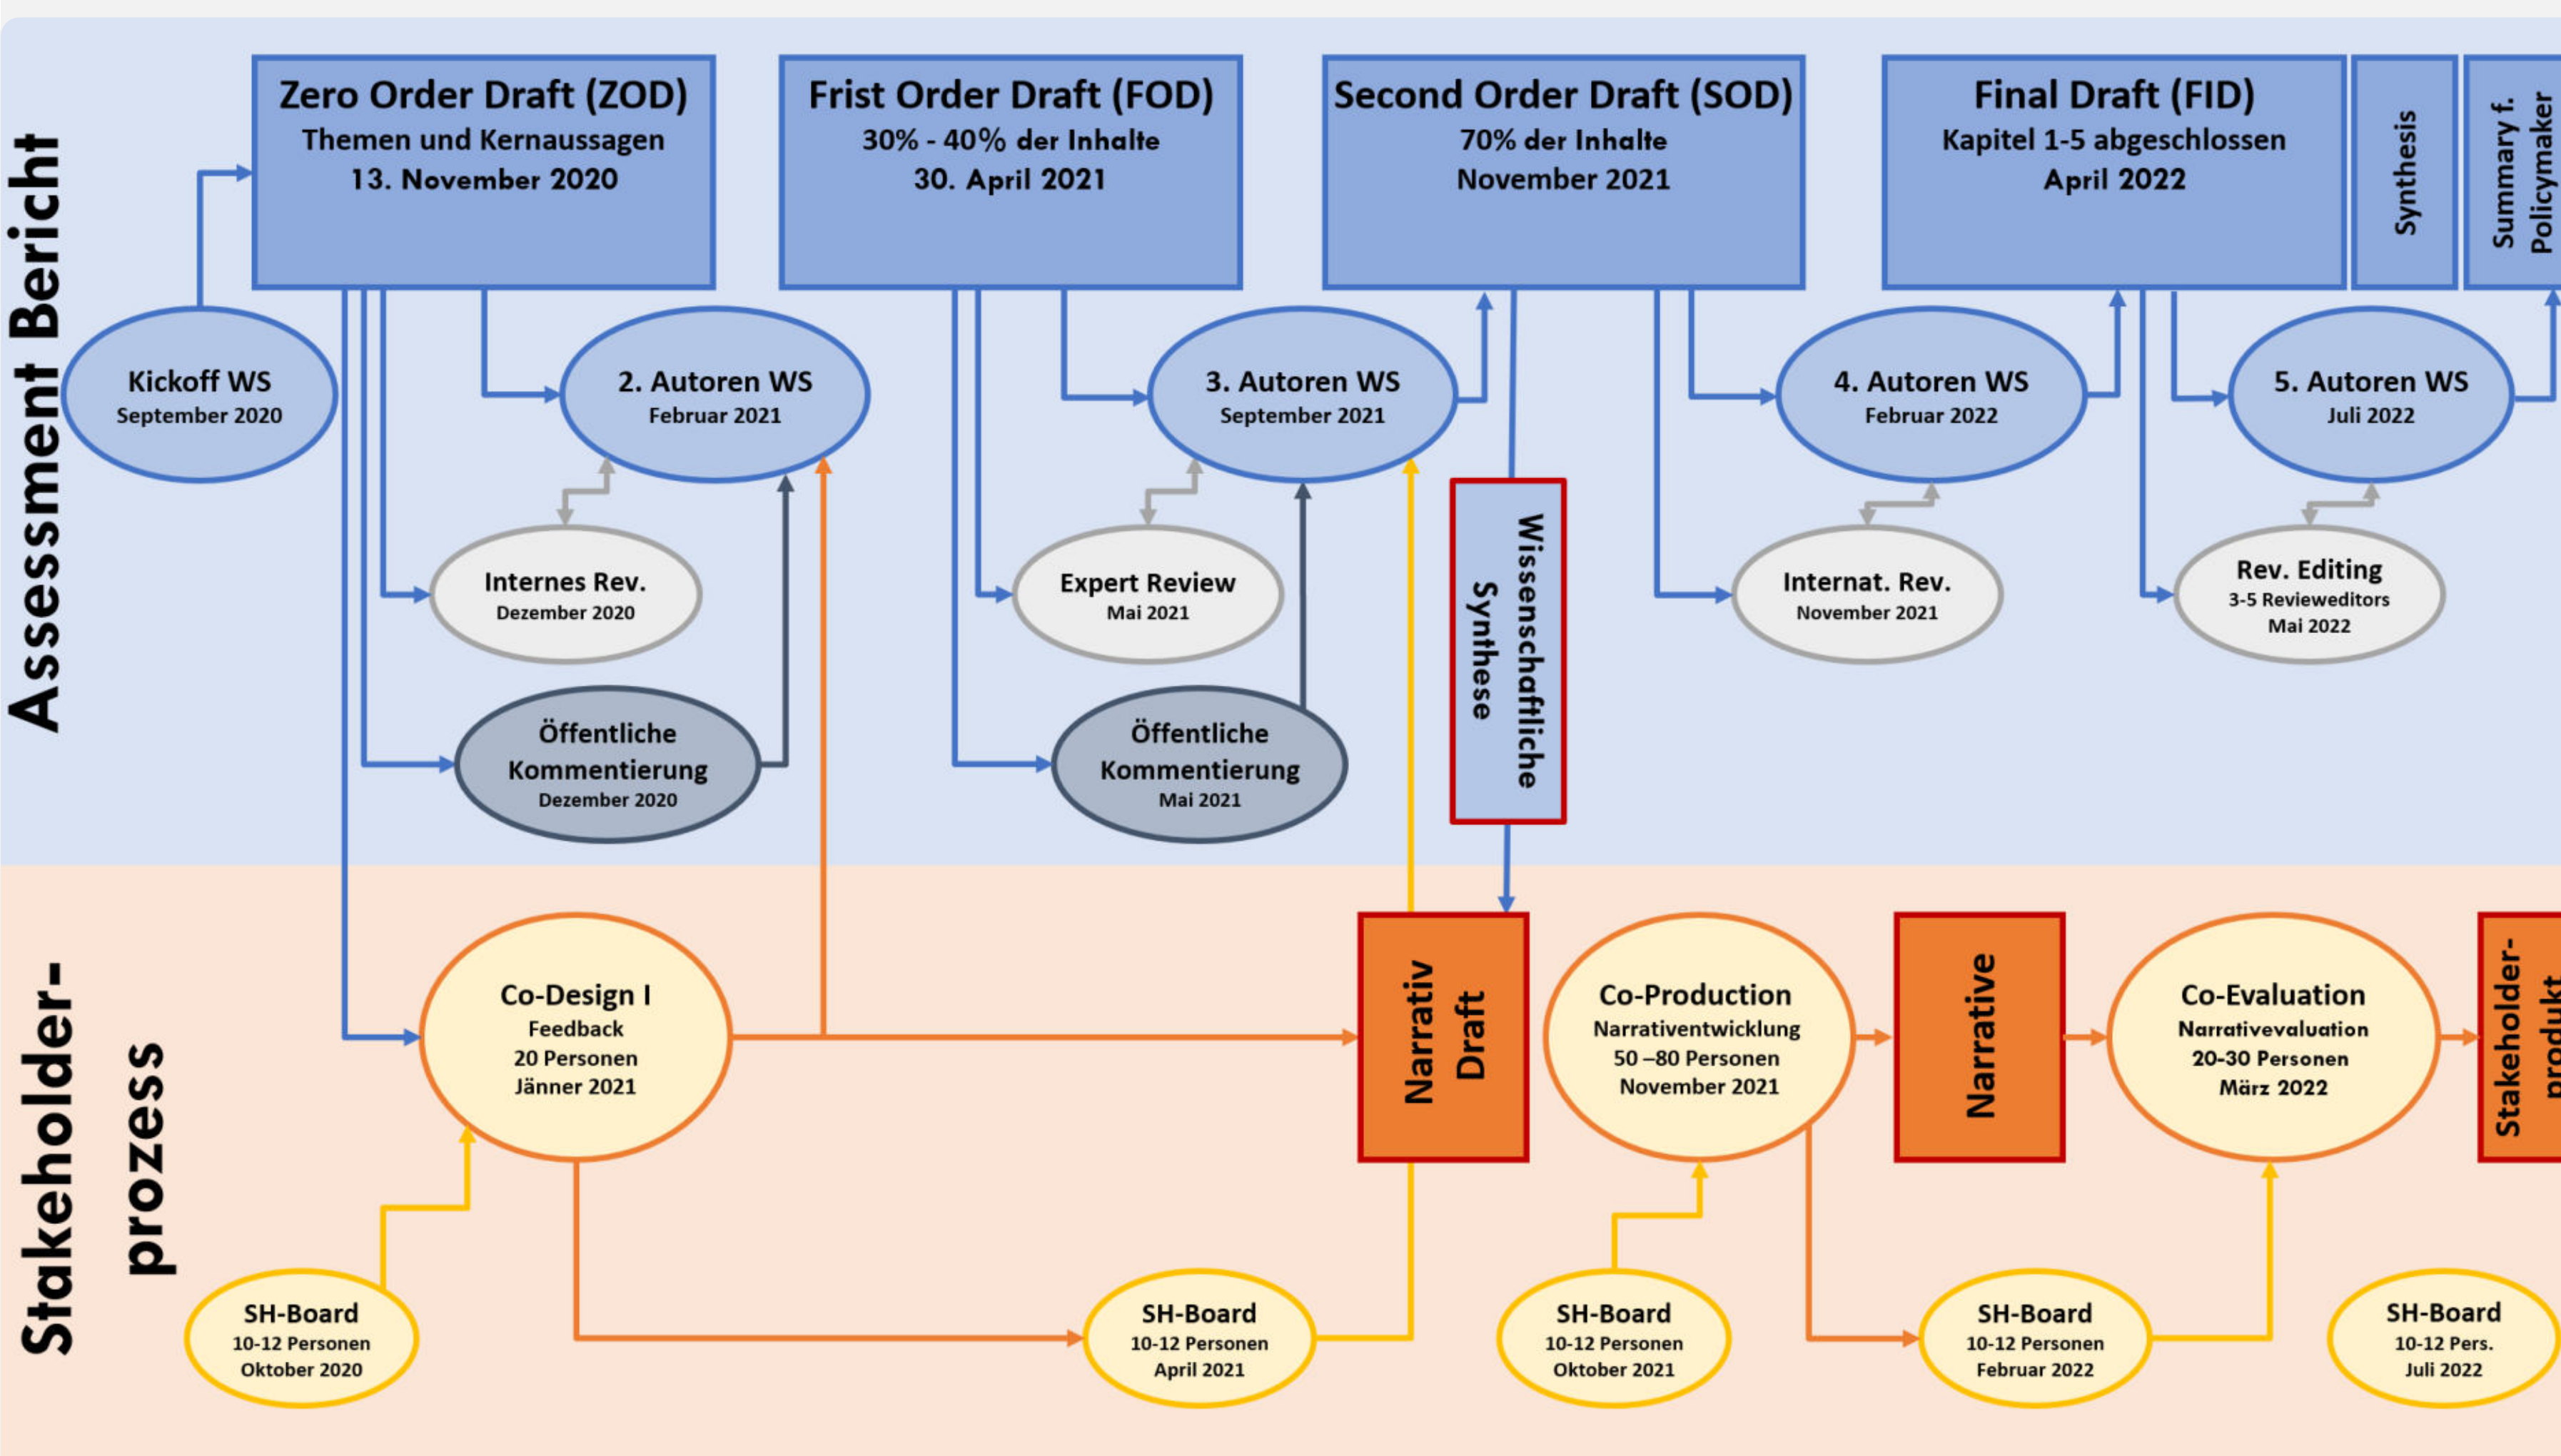 Assessment Bericht
Zero Order Draft (ZOD)
Themen und Kernaussagen
13. November 2020
Frist Order Draft (FOD)
30% - 40% der Inhalte
30. April 2021
Second Order Draft (SOD)
70% der Inhalte
November 2021
Final Draft (FID)
Kapitel 1-5 abgeschlossen
April 2022
Synthesis
Summary f.
Policymaker
Kickoff WS
September 2020
2. Autoren WS
Februar 2021
3. Autoren WS
September 2021
4. Autoren WS
Februar 2022
5. Autoren WS
Juli 2022
Internes Rev.
Dezember 2020
Expert Review
Mai 2021
Wissenschaftliche
Synthese
Internat. Rev.
November 2021
Rev. Editing
3-5 Revieweditors
Mai 2022
Öffentliche
Kommentierung
Dezember 2020
Öffentliche
Kommentierung
Mai 2021
Stakeholder-
prozess
Co-Design I
Feedback
20 Personen
Jänner 2021
Narrativ
Draft
Co-Production
Narrativentwicklung
50 –80 Personen
November 2021
Narrative
Co-Evaluation
Narrativevaluation
20-30 Personen
März 2022
Stakeholder-
produkt
SH-Board
10-12 Personen
Oktober 2020
SH-Board
10-12 Personen
April 2021
SH-Board
10-12 Personen
Oktober 2021
SH-Board
10-12 Personen
Februar 2022
SH-Board
10-12 Pers.
Juli 2022